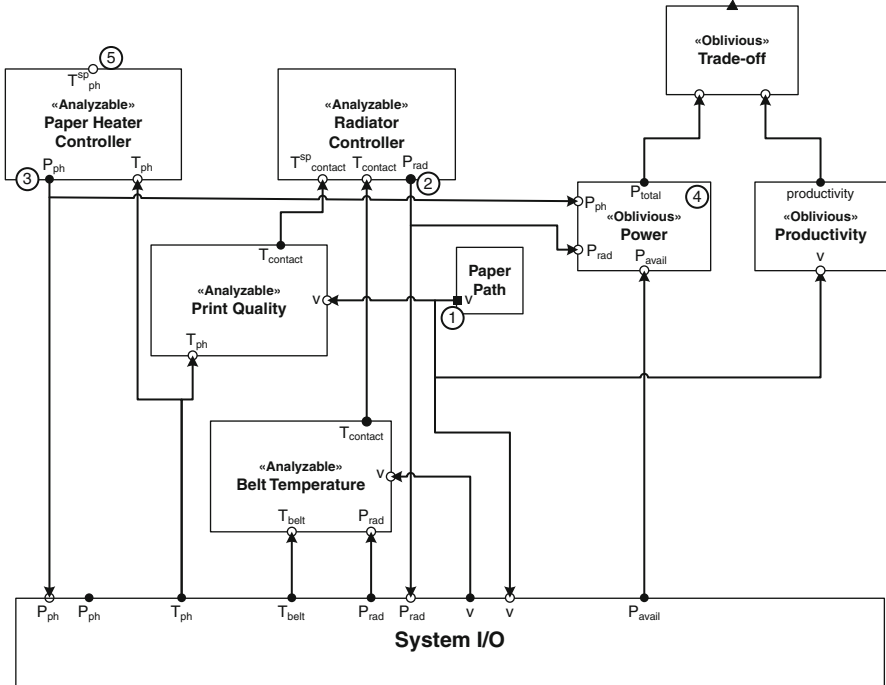 5
T^sp_ph
«Analyzable»
Paper Heater
Controller
P_ph
T_ph
3
«Analyzable»
Radiator
Controller
T^sp_contact
T_contact
P_rad
2
«Oblivious»
Trade-off
P_total
4
P_ph
«Oblivious»
Power
P_rad
P_avail
productivity
«Oblivious»
Productivity
v
T_contact
«Analyzable»
Print Quality
v
T_ph
Paper
Path
v
1
T_contact
«Analyzable»
Belt Temperature
v
T_belt
P_rad
P_ph
P_ph
T_ph
T_belt
P_rad
P_rad
v
v
P_avail
System I/O